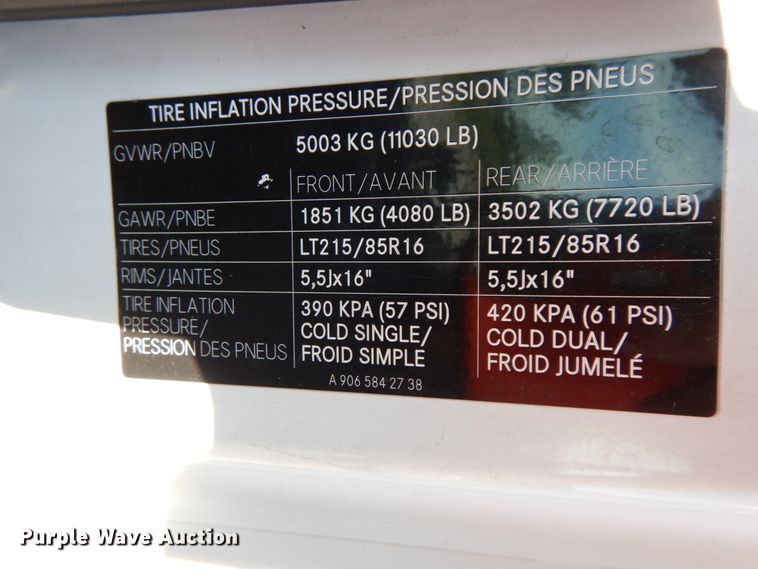 TIRE INFLATION PRESSURE/PRESSION DES PNEUS
GVWR/PNBV 5003 KG (11030 LB)
FRONT/AVANT REAR/ARRIÈRE
GAWR/PNBE 1851 KG (4080 LB) 3502 KG (7720 LB)
TIRES/PNEUS LT215/85R16 LT215/85R16
RIMS/JANTES 5,5Jx16" 5,5Jx16"
TIRE INFLATION 390 KPA (57 PSI) 420 KPA (61 PSI)
PRESSURE/ COLD SINGLE/ COLD DUAL/
PRESSION DES PNEUS FROID SIMPLE FROID JUMELÉ
A 906 584 27 38
Purple Wave Auction